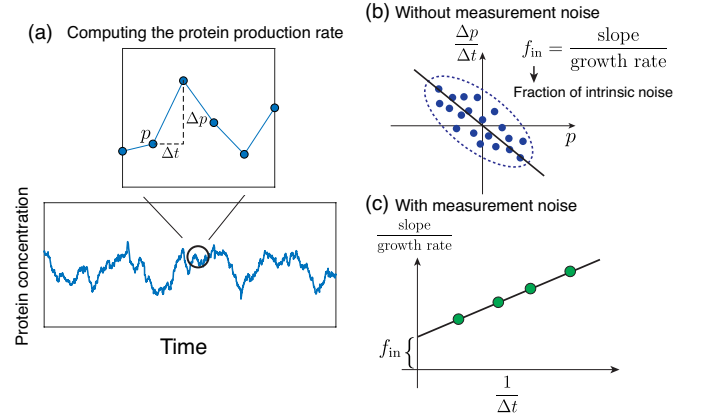 (a) Computing the protein production rate
p
Δp
Δt
Protein concentration
Time
(b) Without measurement noise
Δp
Δt
f_in = slope / growth rate
Fraction of intrinsic noise
p
(c) With measurement noise
slope
growth rate
f_in {
1
Δt